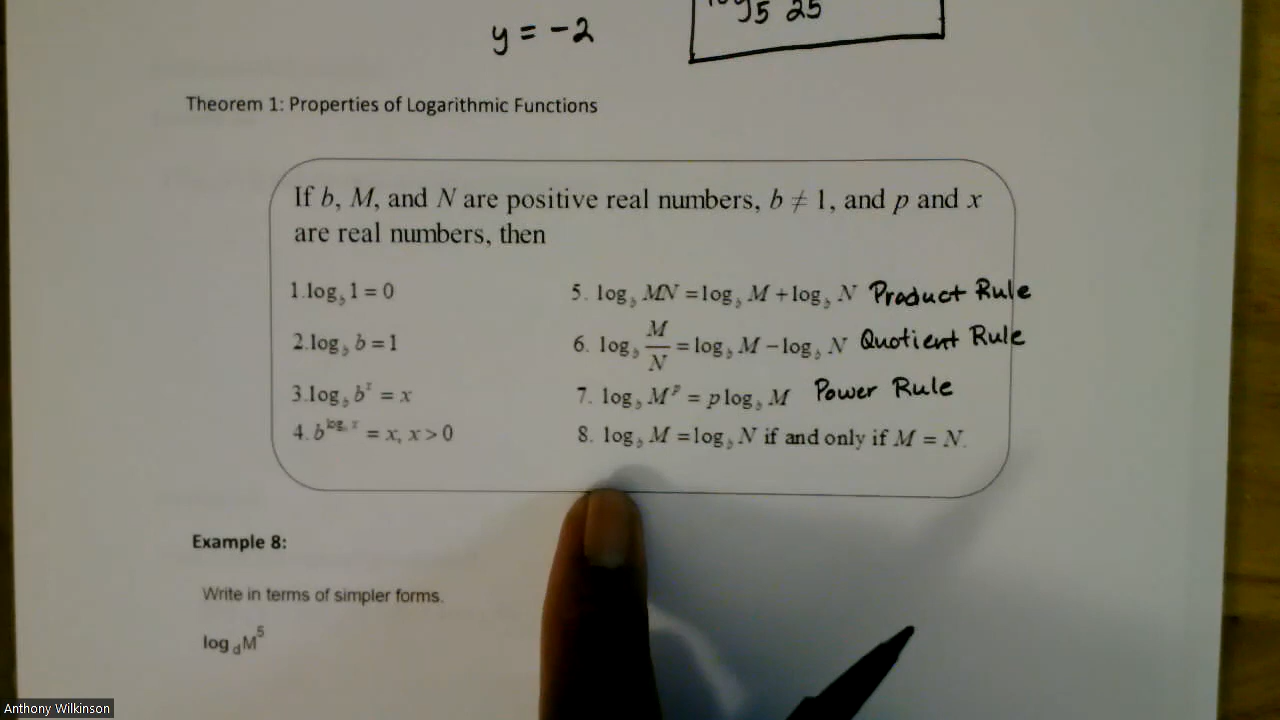 y = -2
log₅ 25
Theorem 1: Properties of Logarithmic Functions
If b, M, and N are positive real numbers, b ≠ 1, and p and x
are real numbers, then
1.log_b 1 = 0
5. log_b MN = log_b M + log_b N Product Rule
2.log_b b = 1
6. log_b M/N = log_b M – log_b N Quotient Rule
3.log_b b^x = x
7. log_b M^p = p log_b M Power Rule
4. b^(log_b x) = x, x > 0
8. log_b M = log_b N if and only if M = N.
Example 8:
Write in terms of simpler forms.
log_d M^5
Anthony Wilkinson